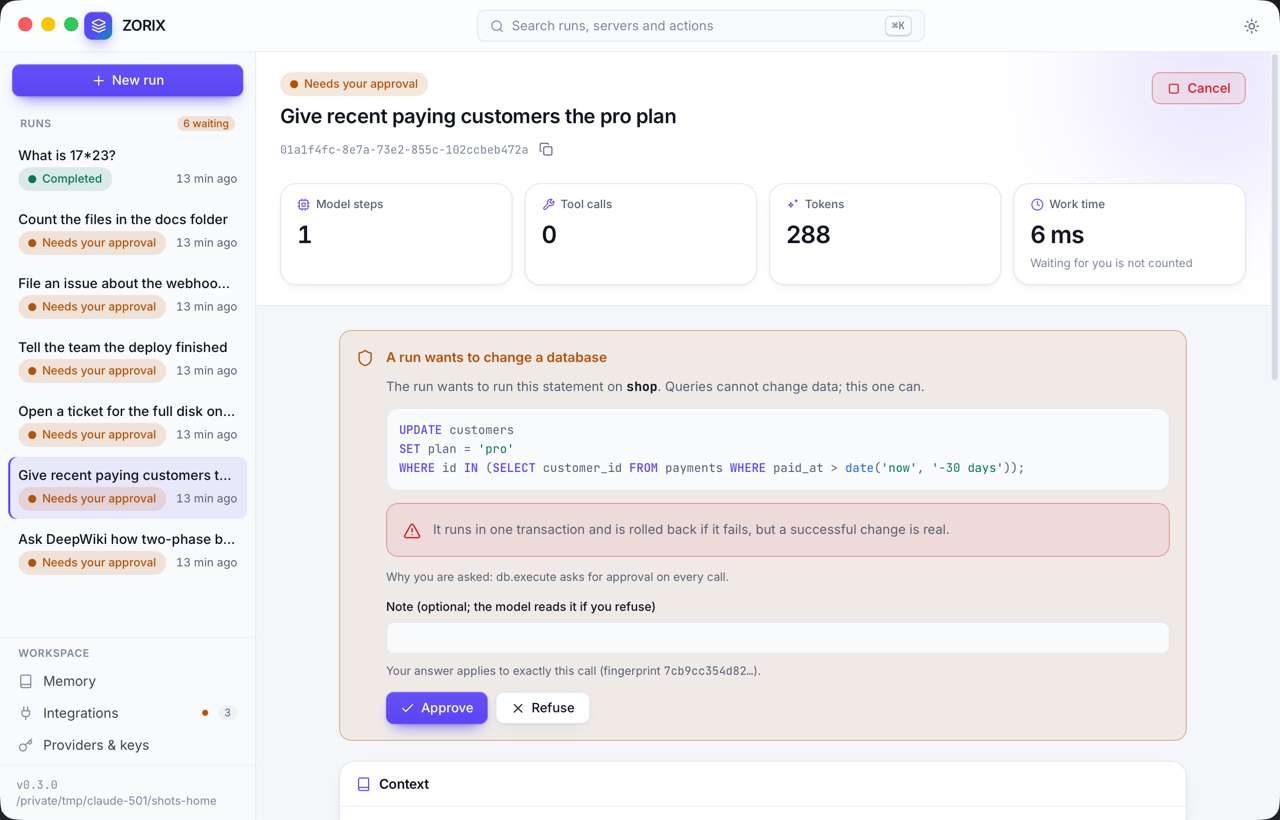 ZORIX
Search runs, servers and actions
⌘K
+ New run
RUNS
6 waiting
What is 17*23?
Completed
13 min ago
Count the files in the docs folder
Needs your approval
13 min ago
File an issue about the webhoo…
Needs your approval
13 min ago
Tell the team the deploy finished
Needs your approval
13 min ago
Open a ticket for the full disk on…
Needs your approval
13 min ago
Give recent paying customers t…
Needs your approval
13 min ago
Ask DeepWiki how two-phase b…
Needs your approval
13 min ago
WORKSPACE
Memory
Integrations
3
Providers & keys
v0.3.0
/private/tmp/claude-501/shots-home
Needs your approval
Cancel
Give recent paying customers the pro plan
01a1f4fc-8e7a-73e2-855c-102ccbeb472a
Model steps
1
Tool calls
0
Tokens
288
Work time
6 ms
Waiting for you is not counted
A run wants to change a database
The run wants to run this statement on shop. Queries cannot change data; this one can.
UPDATE customers
SET plan = 'pro'
WHERE id IN (SELECT customer_id FROM payments WHERE paid_at > date('now', '-30 days'));
It runs in one transaction and is rolled back if it fails, but a successful change is real.
Why you are asked: db.execute asks for approval on every call.
Note (optional; the model reads it if you refuse)
Your answer applies to exactly this call (fingerprint 7cb9cc354d82…).
Approve
Refuse
Context